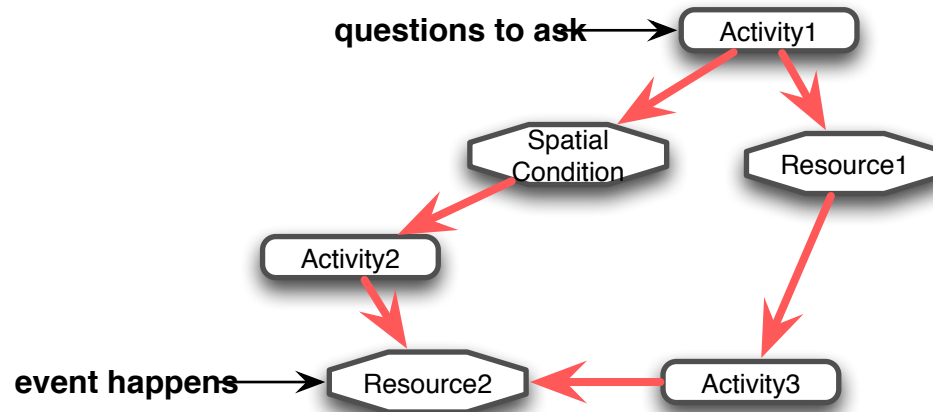 questions to ask
Activity1
Spatial
Condition
Resource1
Activity2
event happens
Resource2
Activity3